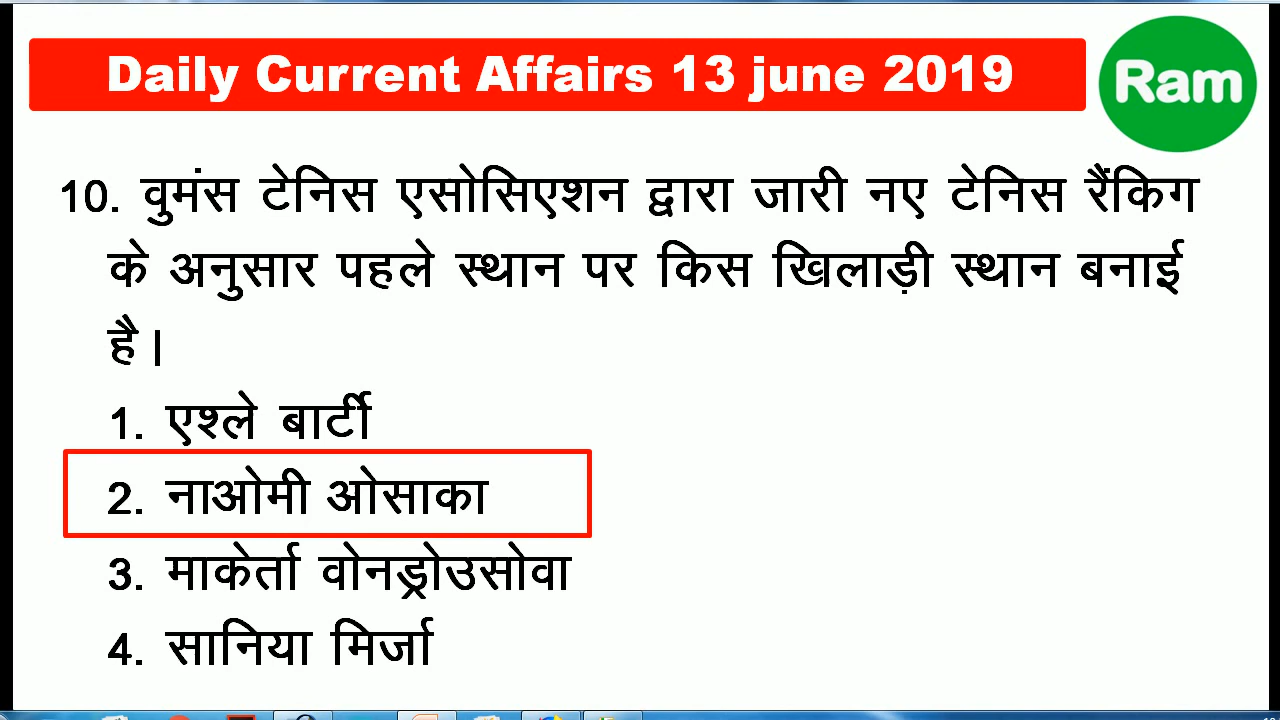 Daily Current Affairs 13 june 2019
Ram
10. वुमंस टेनिस एसोसिएशन द्वारा जारी नए टेनिस रैंकिग
के अनुसार पहले स्थान पर किस खिलाड़ी स्थान बनाई
है।
1. एश्ले बार्टी
2. नाओमी ओसाका
3. माकेर्ता वोनड्रोउसोवा
4. सानिया मिर्जा